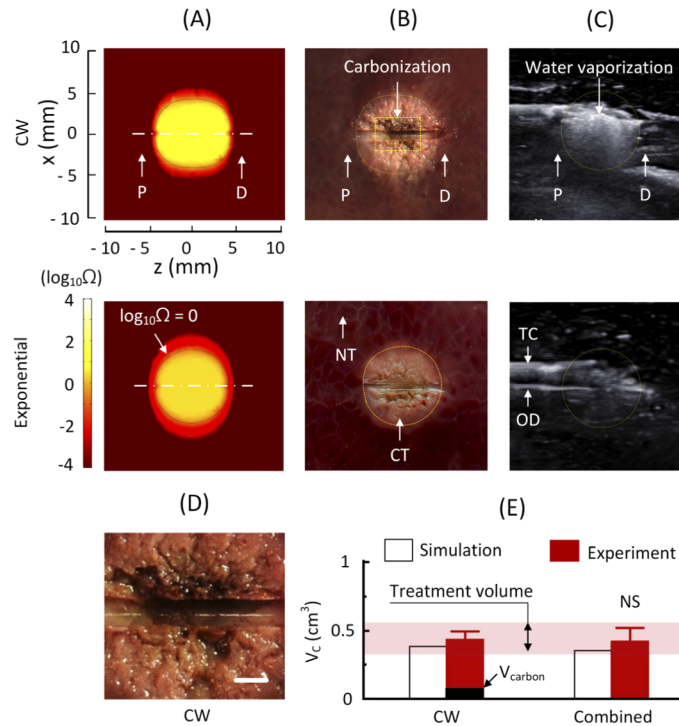 (A)
(B)
(C)
CW
x (mm)
10
5
0
- 5
- 10
P
D
- 10
- 5
0
5
10
z (mm)
Carbonization
P
D
Water vaporization
P
D
(log₁₀Ω)
Exponential
4
2
0
-2
-4
log₁₀Ω = 0
NT
CT
TC
OD
(D)
CW
(E)
Simulation
Experiment
Treatment volume
NS
V_C (cm³)
1
0.5
0
V_carbon
CW
Combined